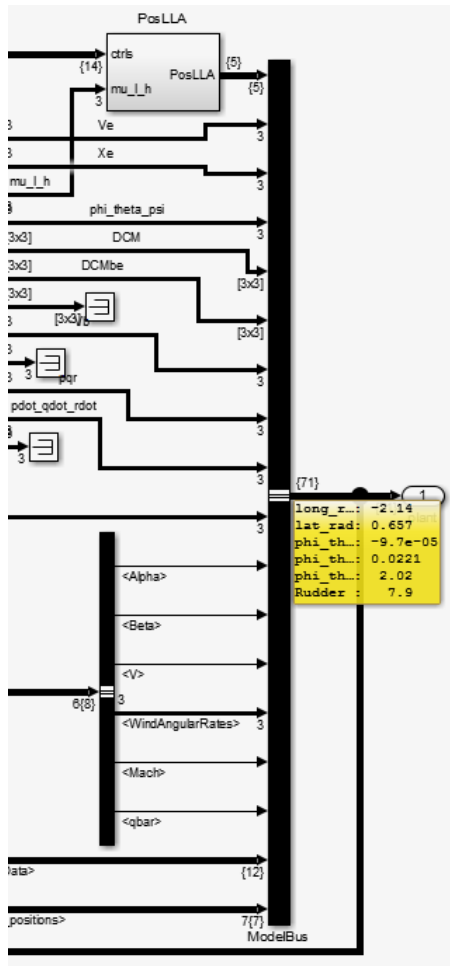 PosLLA
ctrls
{14}
PosLLA
{5}
{5}
mu_l_h
3
Ve
3
3
Xe
3
3
mu_l_h
phi_theta_psi
3
3
[3x3]
DCM
[3x3]
[3x3]
DCMbe
[3x3]
[3x3]
[3x3]
3
3
3
3
pqr
3
pdot_qdot_rdot
3
3
{71}
1
long_r…: -2.14
lat_rad: 0.657
phi_th…: -9.7e-05
phi_th…: 0.0221
phi_th…: 2.02
Rudder : 7.9
3
<Alpha>
<Beta>
<V>
6{8}
3
<WindAngularRates>
3
<Mach>
<qbar>
Data>
{12}
_positions>
7{7}
ModelBus